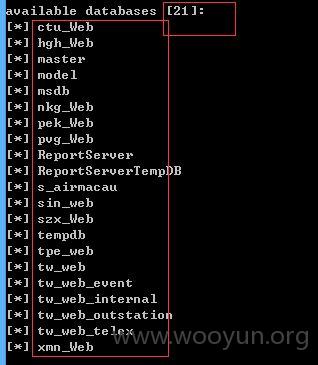 available databases [21]:
[*] ctu_Web
[*] hgh_Web
[*] master
[*] model
[*] msdb
[*] nkg_Web
[*] pek_Web
[*] pvg_Web
[*] ReportServer
[*] ReportServerTempDB
[*] s_airmacau
[*] sin_web
[*] szx_Web
[*] tempdb
[*] tpe_web
[*] tw_web
[*] tw_web_event
[*] tw_web_internal
[*] tw_web_outstation
[*] tw_web_telex
[*] xmn_Web
www.wooyun.org